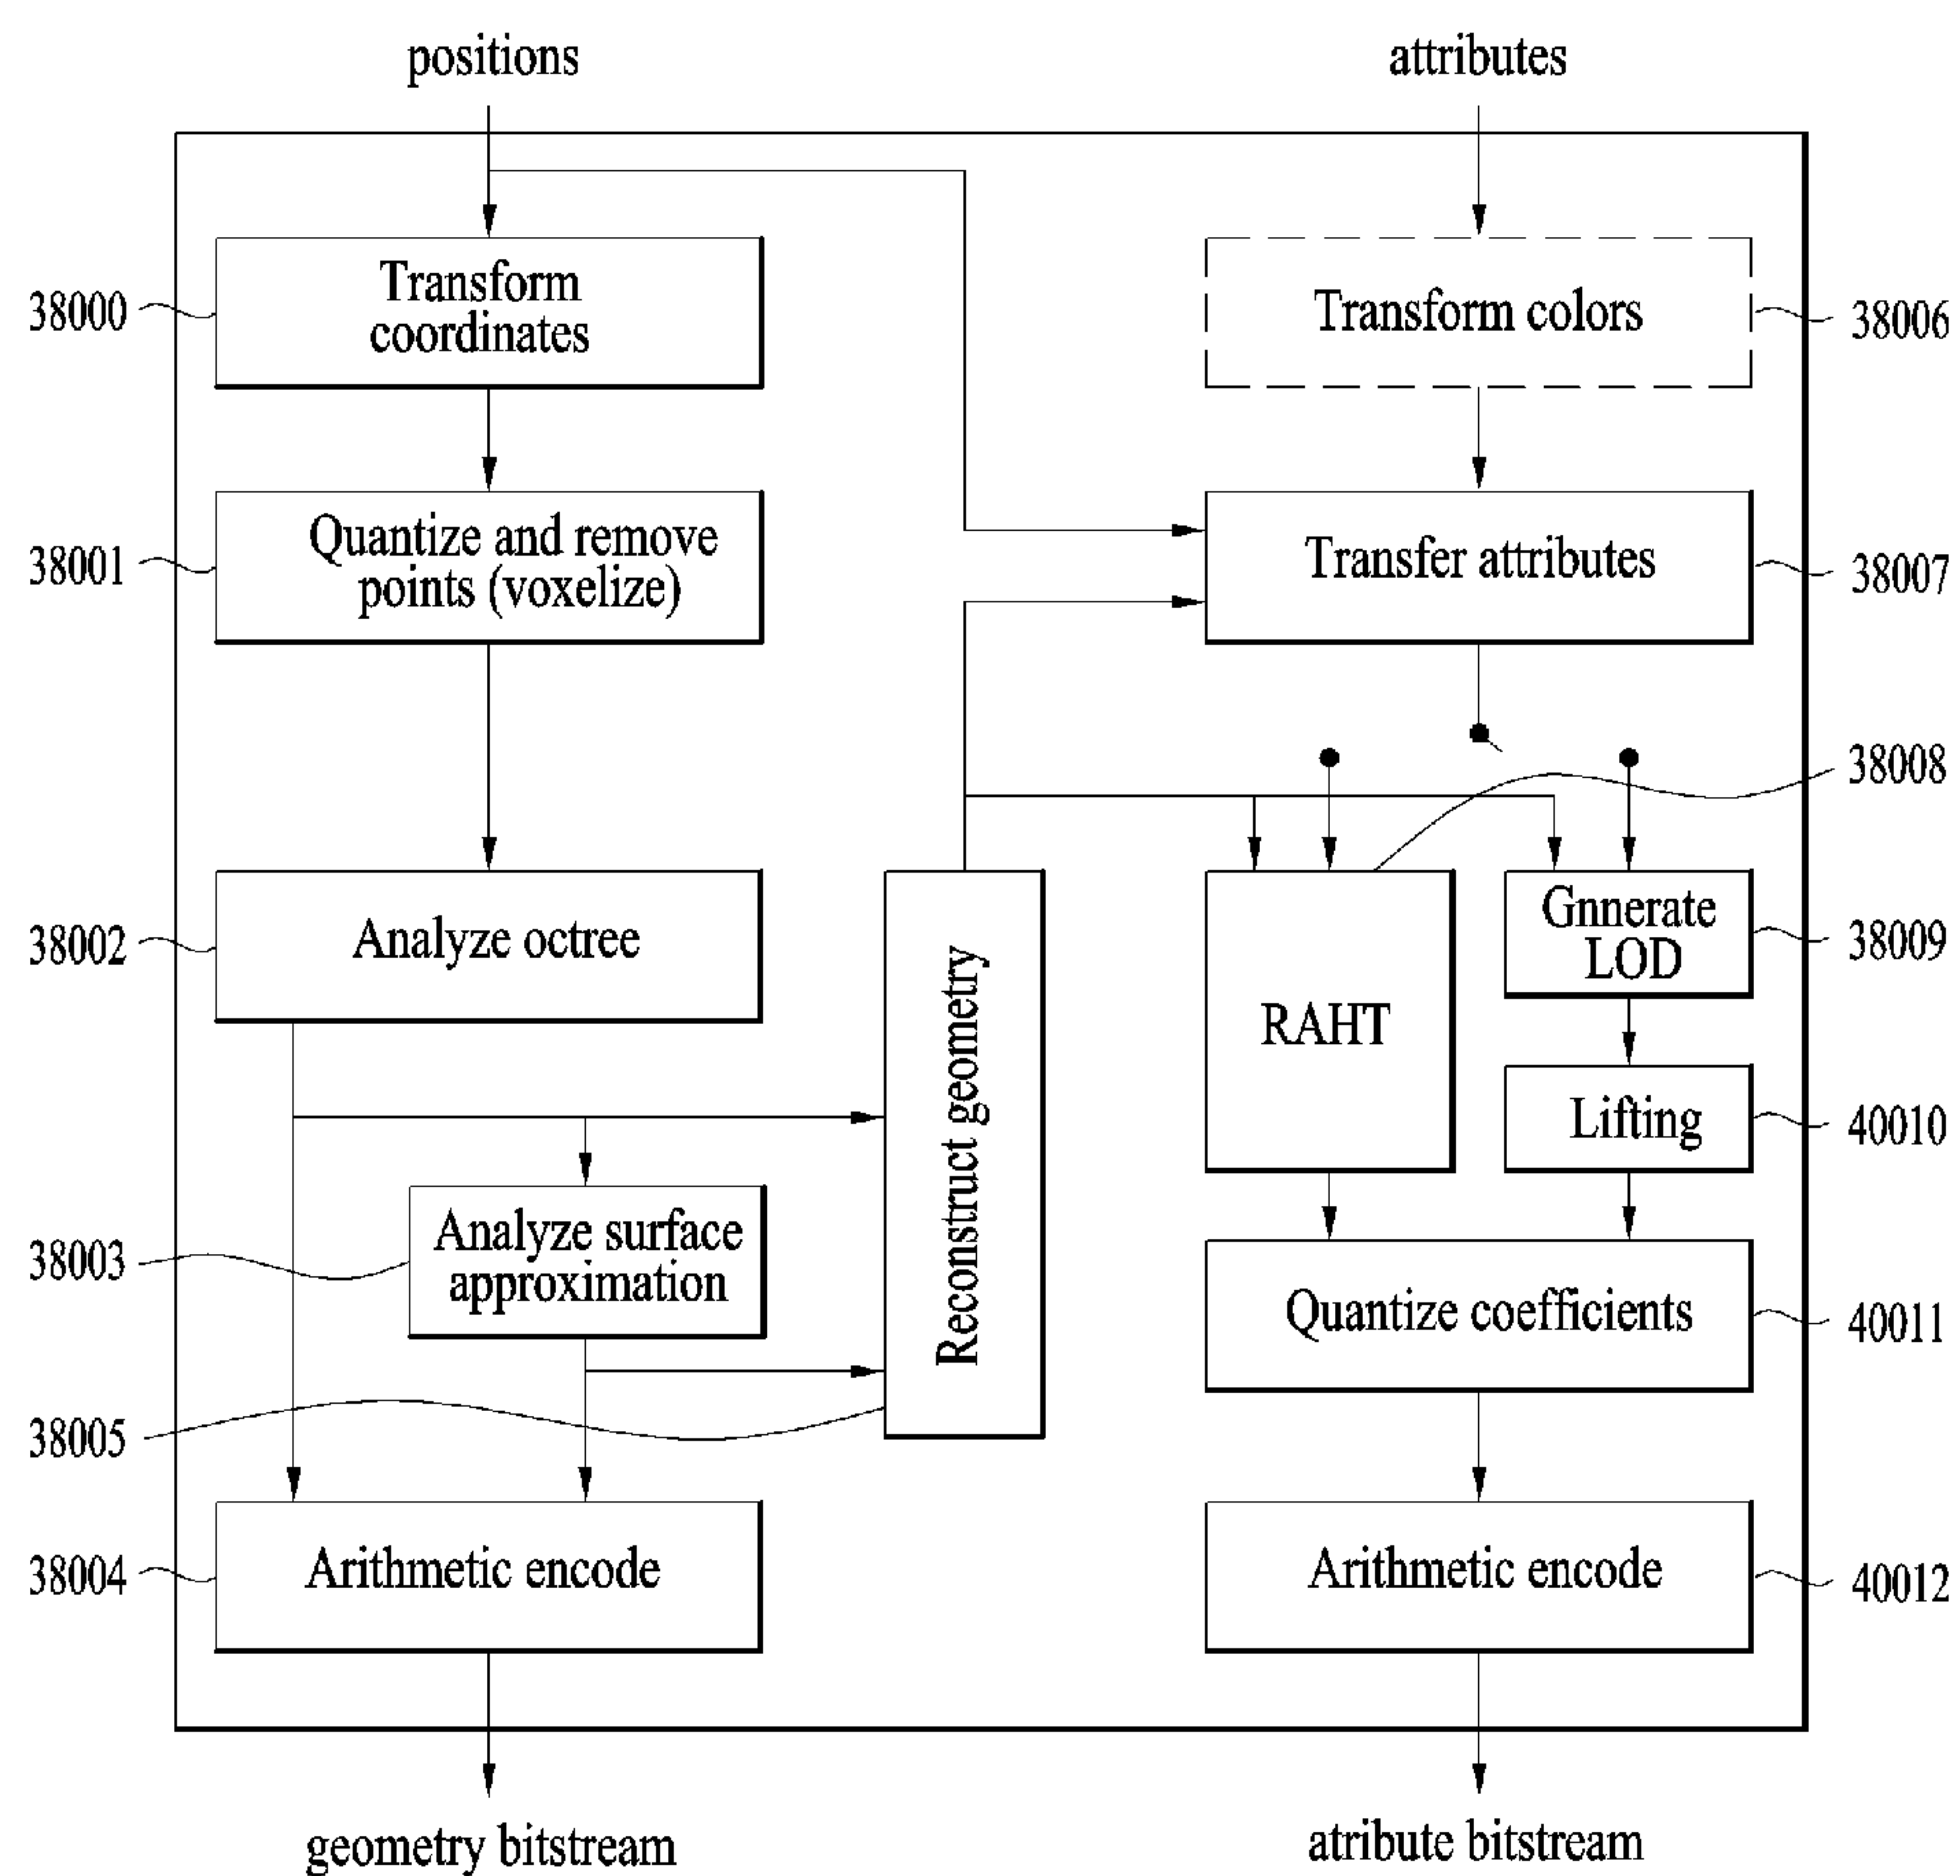 positions
attributes
38000
Transform
coordinates
Transform colors
38006
38001
Quantize and remove
points (voxelize)
Transfer attributes
38007
38008
38002
Analyze octree
Reconstruct geometry
RAHT
Gnnerate
LOD
38009
Lifting
40010
38003
Analyze surface
approximation
Quantize coefficients
40011
38005
38004
Arithmetic encode
Arithmetic encode
40012
geometry bitstream
atribute bitstream